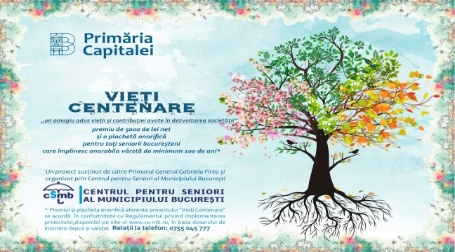 Primăria
Capitalei
VIEȚI
CENTENARE
„un omagiu adus vieții și contribuției avute în dezvoltarea societății”
premiu de 5000 de lei net
și o plachetă onorifică
pentru toți seniorii bucureșteni
care împlinesc onorabila vârstă de minimum 100 de ani*
Un proiect susținut de către Primarul General Gabriela Firea și
organizat prin Centrul pentru Seniori al Municipiului București
csmb
CENTRUL PENTRU SENIORI
AL MUNICIPIULUI BUCUREȘTI
* Premiul și placheta onorifică aferente proiectului "Vieți Centenare"
se acordă, în conformitate cu Regulamentul privind implementarea
proiectului, disponibil pe site-ul www.cs-mb.ro, în baza dosarului de
înscriere depus și validat. Relații la telefon: 0755 045 777